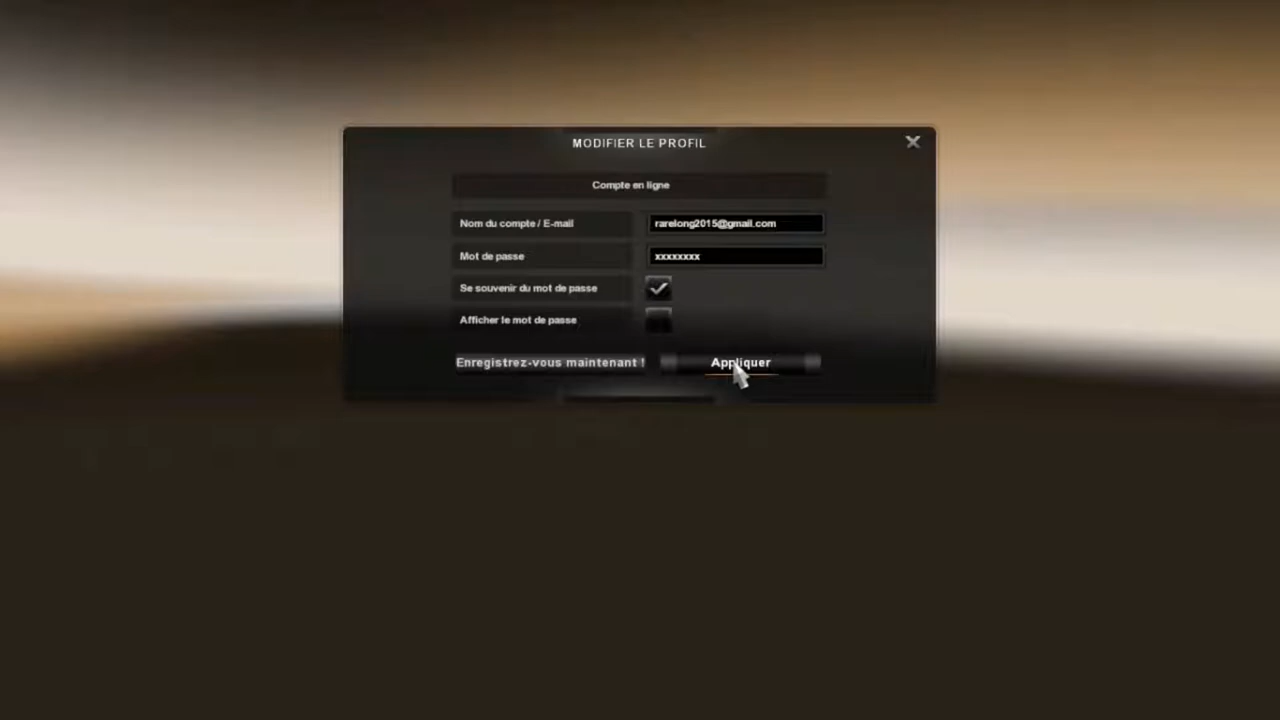 MODIFIER LE PROFIL
Compte en ligne
Nom du compte / E-mail
rarelong2015@gmail.com
Mot de passe
xxxxxxxx
Se souvenir du mot de passe
Afficher le mot de passe
Enregistrez-vous maintenant !
Appliquer